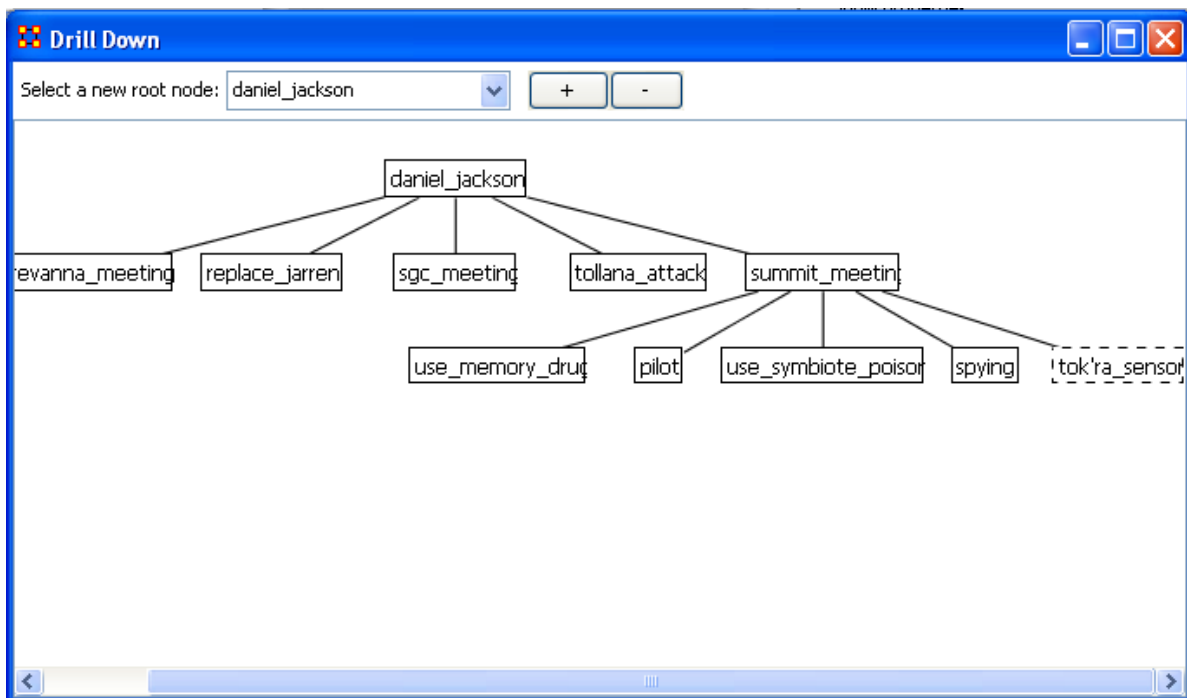 Drill Down
Select a new root node: daniel_jackson + -
daniel_jackson
revanna_meeting replace_jarren sgc_meeting tollana_attack summit_meeting
use_memory_drug pilot use_symbiote_poison spying tok'ra_sensor